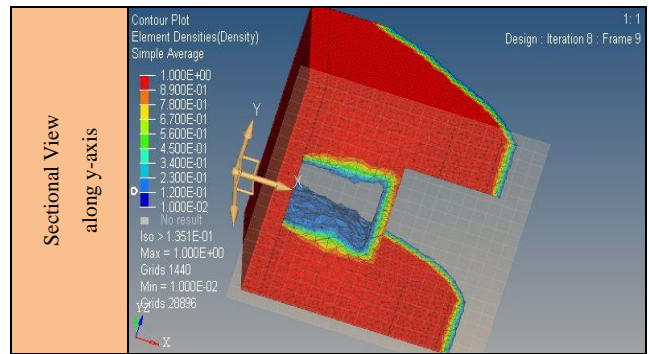 Sectional View
along y-axis
Contour Plot
Element Densities(Density)
Simple Average
1.000E+00
8.900E-01
7.800E-01
6.700E-01
5.600E-01
4.500E-01
3.400E-01
2.300E-01
1.200E-01
1.000E-02
No result
Iso > 1.351E-01
Max = 1.000E+00
Grids 1440
Min = 1.000E-02
Grids 28896
1: 1
Design : Iteration 8 : Frame 9
Y
X
Y
Z
X